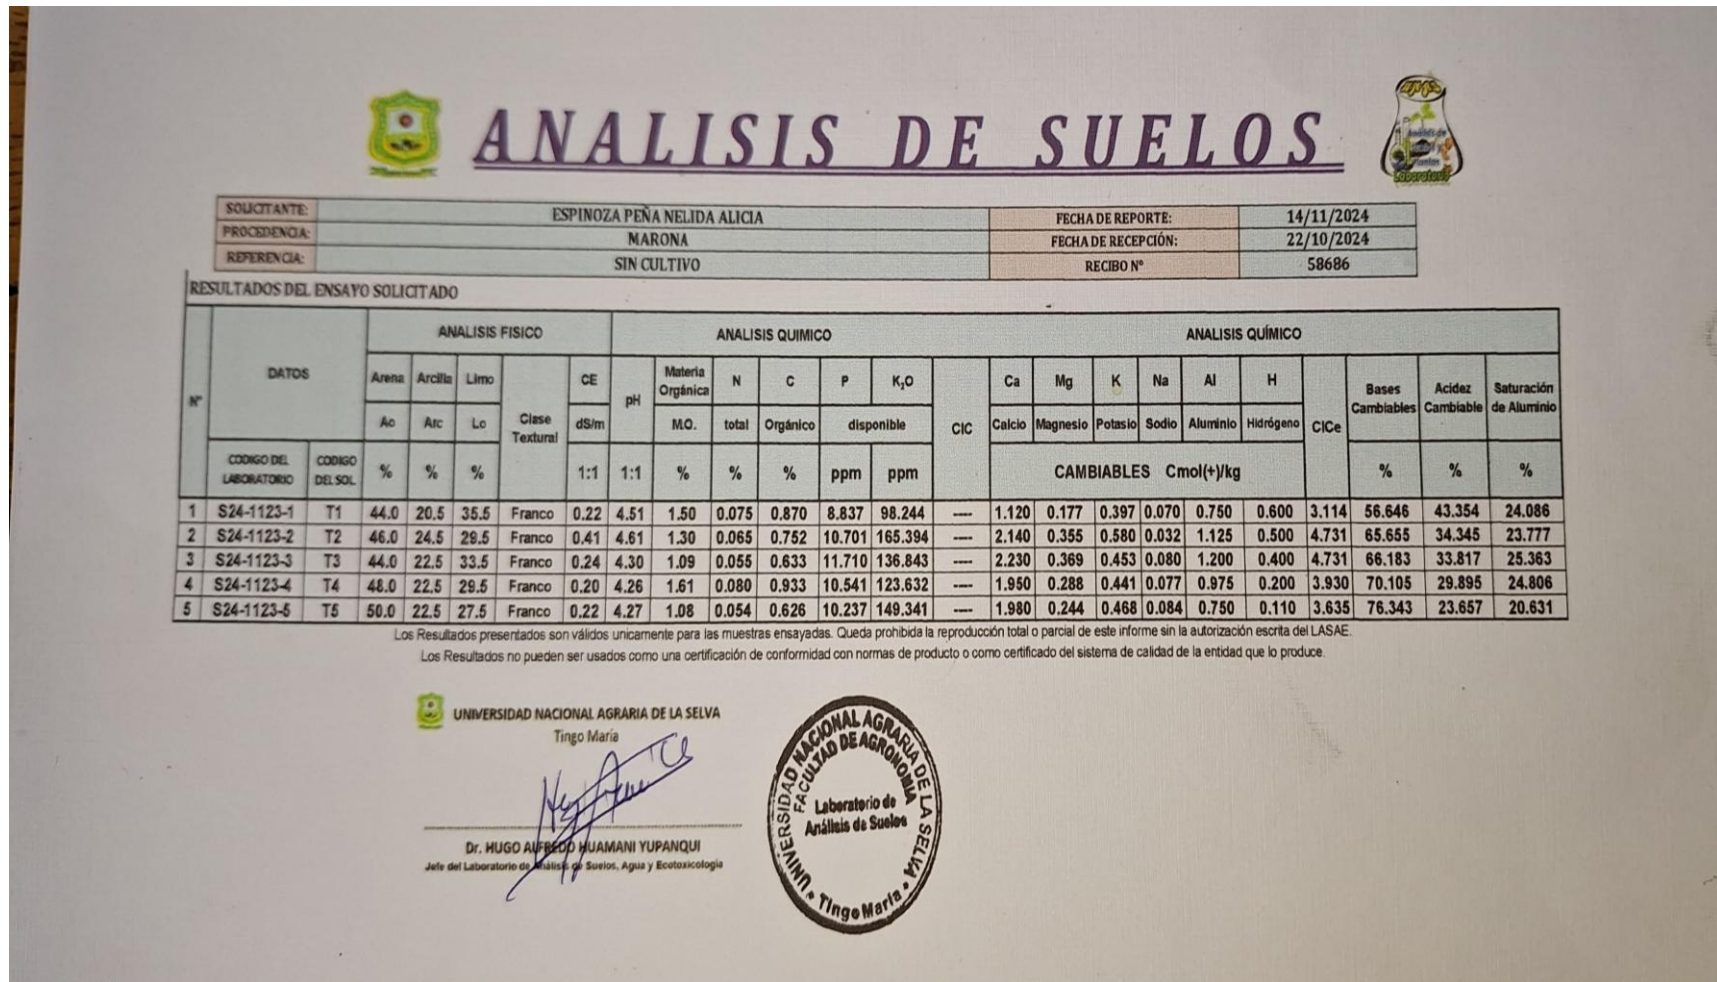 ANALISIS DE SUELOS
SOLICITANTE: ESPINOZA PEÑA NELIDA ALICIA FECHA DE REPORTE: 14/11/2024
PROCEDENCIA: MARONA FECHA DE RECEPCIÓN: 22/10/2024
REFERENCIA: SIN CULTIVO RECIBO Nº 58686
RESULTADOS DEL ENSAYO SOLICITADO
N° DATOS ANALISIS FISICO ANALISIS QUIMICO ANALISIS QUÍMICO
Arena Arcilla Limo Clase Textural CE pH Materia Orgánica N C P K2O CIC Ca Mg K Na Al H CICe Bases Cambiables Acidez Cambiable Saturación de Aluminio
Ao Arc Lo dS/m M.O. total Orgánico disponible Calcio Magnesio Potasio Sodio Aluminio Hidrógeno
CODIGO DEL LABORATORIO CODIGO DEL SOL % % % 1:1 1:1 % % % ppm ppm CAMBIABLES Cmol(+)/kg % % %
1 S24-1123-1 T1 44.0 20.5 35.5 Franco 0.22 4.51 1.50 0.075 0.870 8.837 98.244 ---- 1.120 0.177 0.397 0.070 0.750 0.600 3.114 56.646 43.354 24.086
2 S24-1123-2 T2 46.0 24.5 29.5 Franco 0.41 4.61 1.30 0.065 0.752 10.701 165.394 ---- 2.140 0.355 0.580 0.032 1.125 0.500 4.731 65.655 34.345 23.777
3 S24-1123-3 T3 44.0 22.5 33.5 Franco 0.24 4.30 1.09 0.055 0.633 11.710 136.843 ---- 2.230 0.369 0.453 0.080 1.200 0.400 4.731 66.183 33.817 25.363
4 S24-1123-4 T4 48.0 22.5 29.5 Franco 0.20 4.26 1.61 0.080 0.933 10.541 123.632 ---- 1.950 0.288 0.441 0.077 0.975 0.200 3.930 70.105 29.895 24.806
5 S24-1123-5 T5 50.0 22.5 27.5 Franco 0.22 4.27 1.08 0.054 0.626 10.237 149.341 ---- 1.980 0.244 0.468 0.084 0.750 0.110 3.635 76.343 23.657 20.631
Los Resultados presentados son válidos unicamente para las muestras ensayadas. Queda prohibida la reproducción total o parcial de este informe sin la autorización escrita del LASAE.
Los Resultados no pueden ser usados como una certificación de conformidad con normas de producto o como certificado del sistema de calidad de la entidad que lo produce.
UNIVERSIDAD NACIONAL AGRARIA DE LA SELVA
Tingo María
Dr. HUGO ALFREDO HUAMANI YUPANQUI
Jefe del Laboratorio de Análisis de Suelos, Agua y Ecotoxicologia
UNIVERSIDAD NACIONAL AGRARIA DE LA SELVA
FACULTAD DE AGRONOMIA
Laboratorio de
Análisis de Suelos
Tingo María